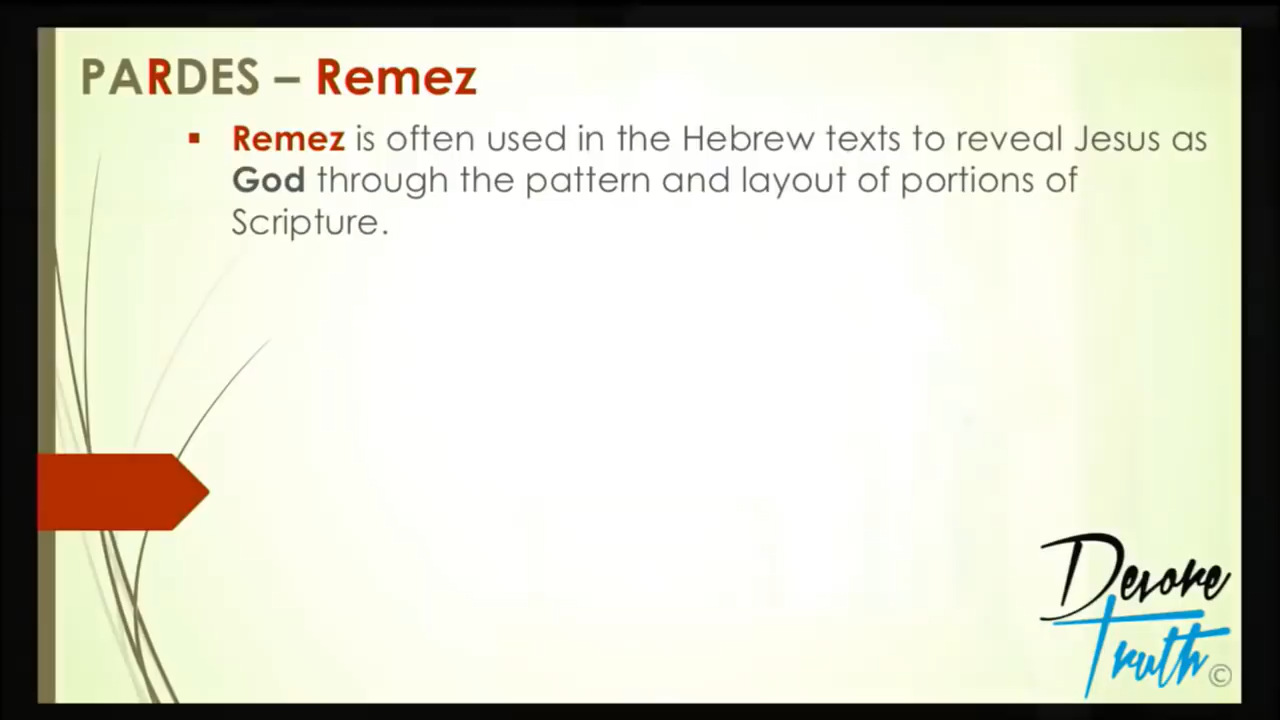 PARDES – Remez
▪ Remez is often used in the Hebrew texts to reveal Jesus as
God through the pattern and layout of portions of
Scripture.
Devore
Truth ©